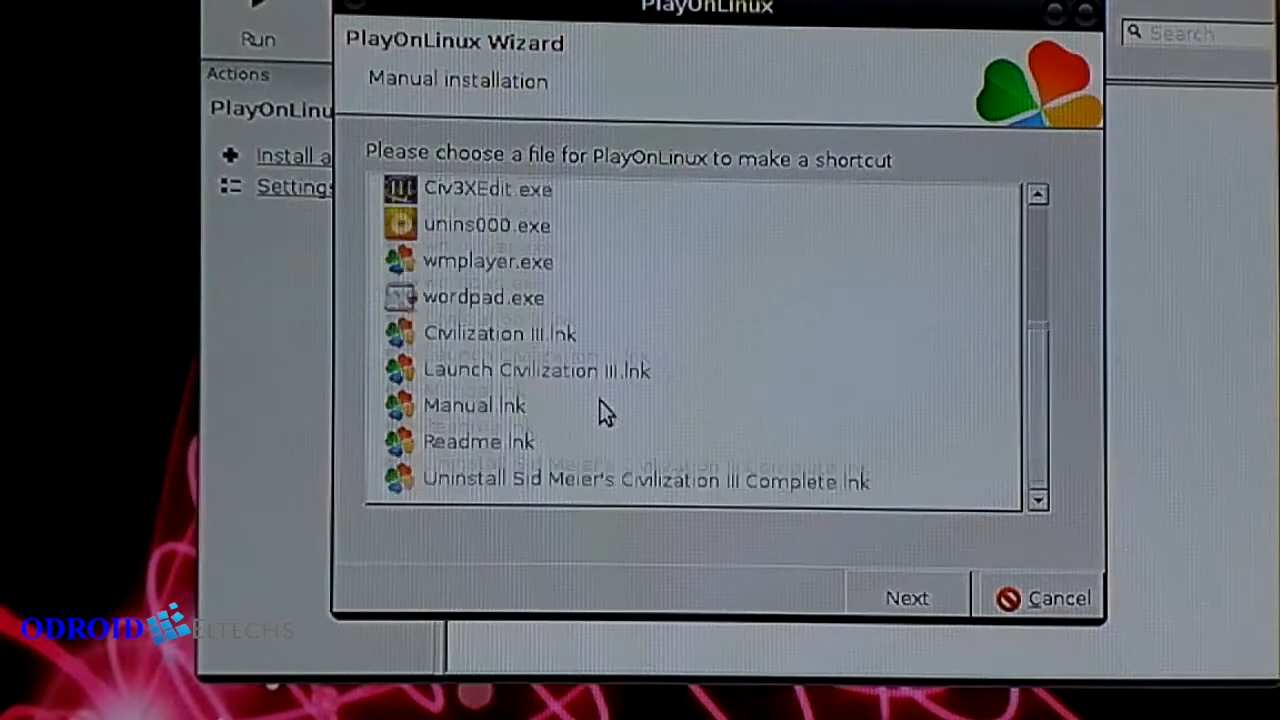 PlayOnLinux
Run
PlayOnLinux Wizard
Search
Actions
Manual installation
PlayOnLinu
Please choose a file for PlayOnLinux to make a shortcut
Install a
Settings
Civ3XEdit.exe
unins000.exe
wmplayer.exe
wordpad.exe
Civilization III.lnk
Launch Civilization III.lnk
Manual.lnk
Readme.lnk
Uninstall Sid Meier's Civilization III Complete.lnk
Next
Cancel
ODROID ELTECHS